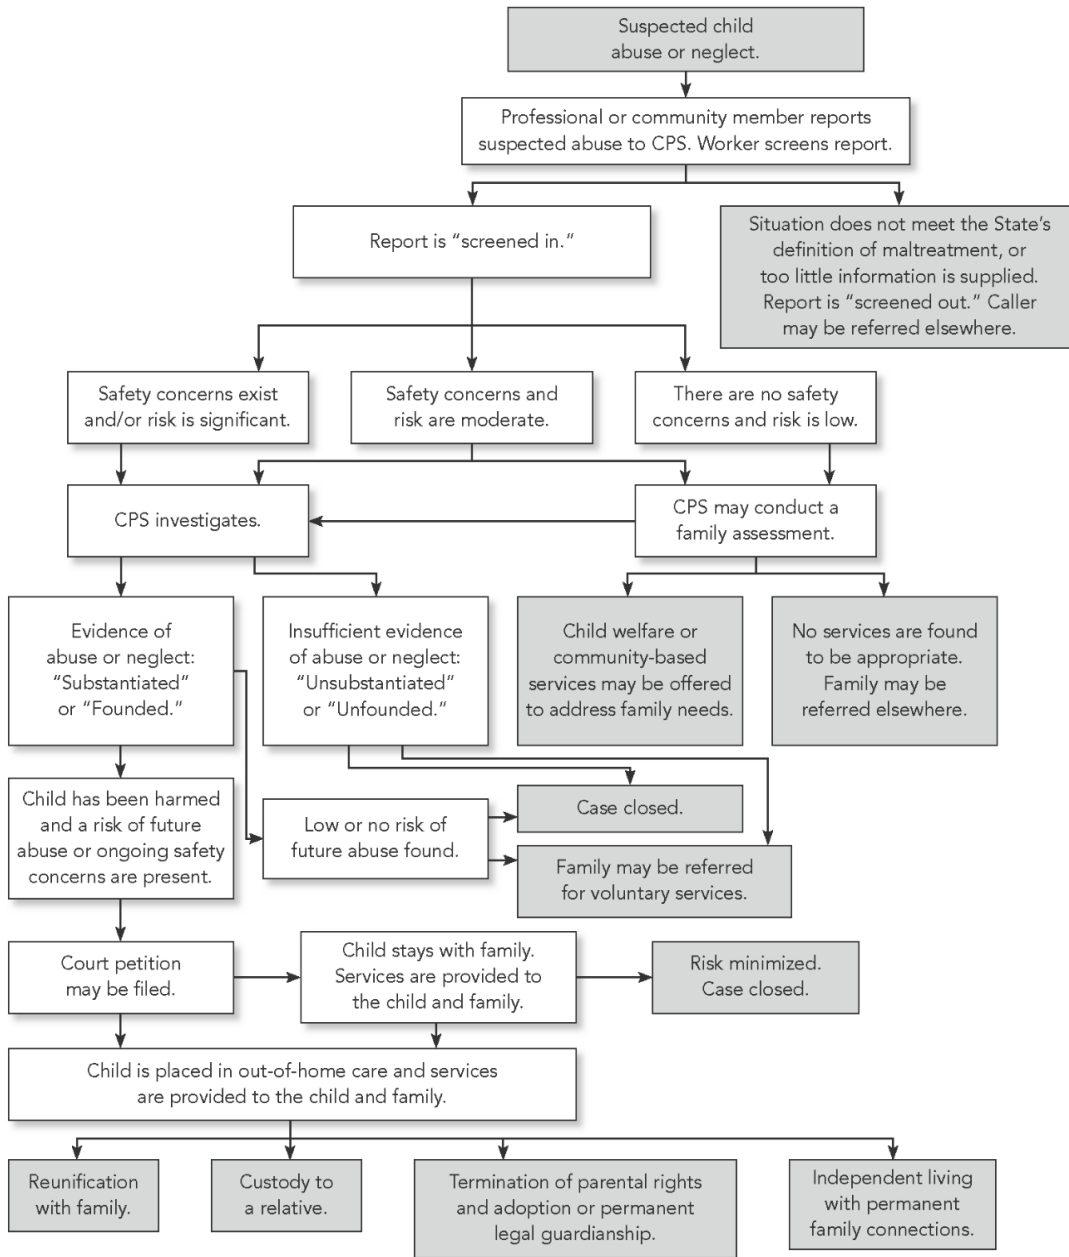 Suspected child
abuse or neglect.
Professional or community member reports
suspected abuse to CPS. Worker screens report.
Report is “screened in.”
Situation does not meet the State’s
definition of maltreatment, or
too little information is supplied.
Report is “screened out.” Caller
may be referred elsewhere.
Safety concerns exist
and/or risk is significant.
Safety concerns and
risk are moderate.
There are no safety
concerns and risk is low.
CPS investigates.
CPS may conduct a
family assessment.
Evidence of
abuse or neglect:
“Substantiated”
or “Founded.”
Insufficient evidence
of abuse or neglect:
“Unsubstantiated”
or “Unfounded.”
Child welfare or
community-based
services may be offered
to address family needs.
No services are found
to be appropriate.
Family may be
referred elsewhere.
Child has been harmed
and a risk of future
abuse or ongoing safety
concerns are present.
Low or no risk of
future abuse found.
Case closed.
Family may be referred
for voluntary services.
Court petition
may be filed.
Child stays with family.
Services are provided to
the child and family.
Risk minimized.
Case closed.
Child is placed in out-of-home care and services
are provided to the child and family.
Reunification
with family.
Custody to
a relative.
Termination of parental rights
and adoption or permanent
legal guardianship.
Independent living
with permanent
family connections.